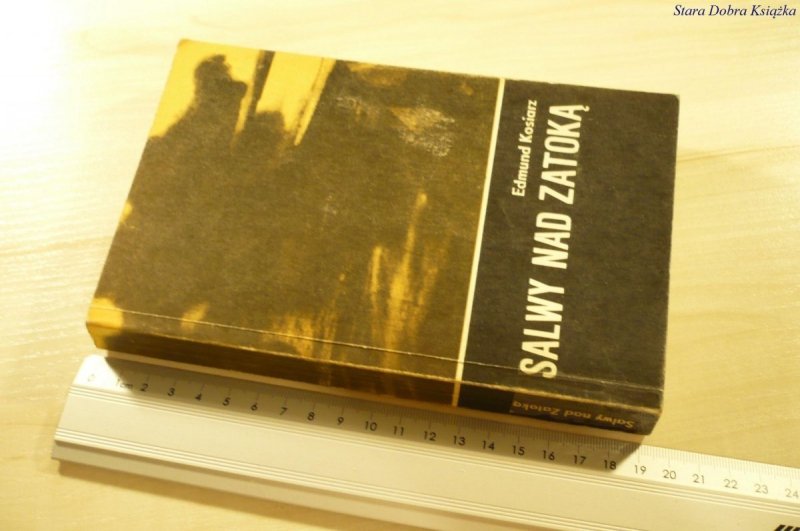 Stara Dobra Książka
Edmund Kosiarz
SALWY NAD ZATOKĄ
Salwy nad Zatoką
0 1cm 2 3 4 5 6 7 8 9 10 11 12 13 14 15 16 17 18 19 20 21 22 23 24